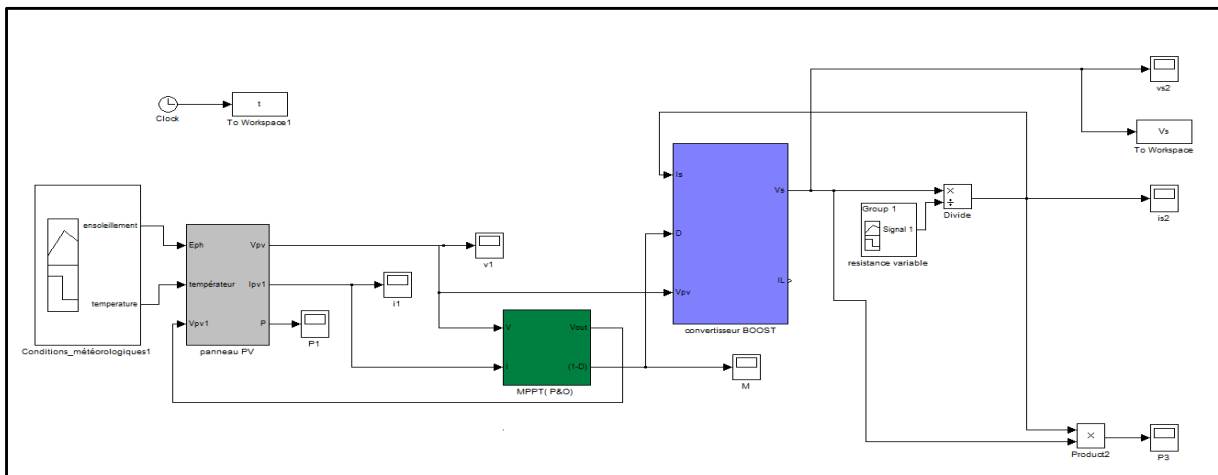 t
Clock
To Workspace1
ensoleillement
temperature
Conditions_météorologiques1
Eph
températeur
Vpv1
Vpv
Ipv1
P
panneau PV
v1
i1
P1
V
I
Vout
(1-D)
MPPT( P&O)
M
Is
D
Vpv
Vs
IL
convertisseur BOOST
Group 1
Signal 1
resistance variable
×
÷
Divide
vs2
Vs
To Workspace
is2
×
Product2
P3